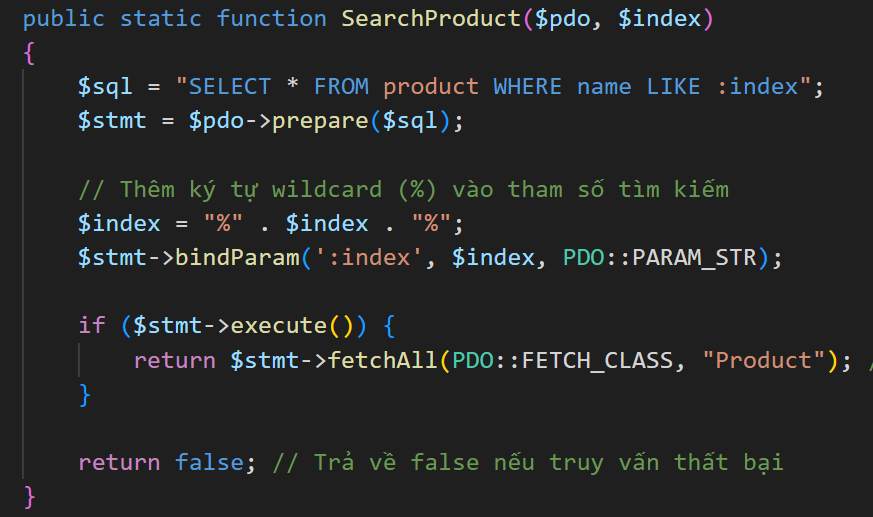 public static function SearchProduct($pdo, $index)
{
    $sql = "SELECT * FROM product WHERE name LIKE :index";
    $stmt = $pdo->prepare($sql);

    // Thêm ký tự wildcard (%) vào tham số tìm kiếm
    $index = "%" . $index . "%";
    $stmt->bindParam(':index', $index, PDO::PARAM_STR);

    if ($stmt->execute()) {
        return $stmt->fetchAll(PDO::FETCH_CLASS, "Product"); /
    }

    return false; // Trả về false nếu truy vấn thất bại
}